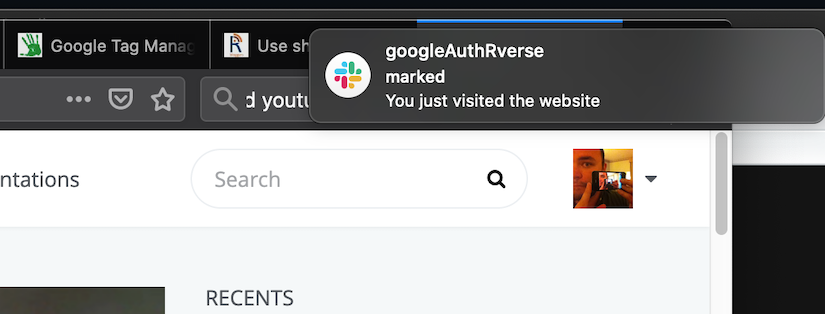 Google Tag Manag
Use sh
googleAuthRverse
marked
You just visited the website
d youtu
ntations
Search
RECENTS